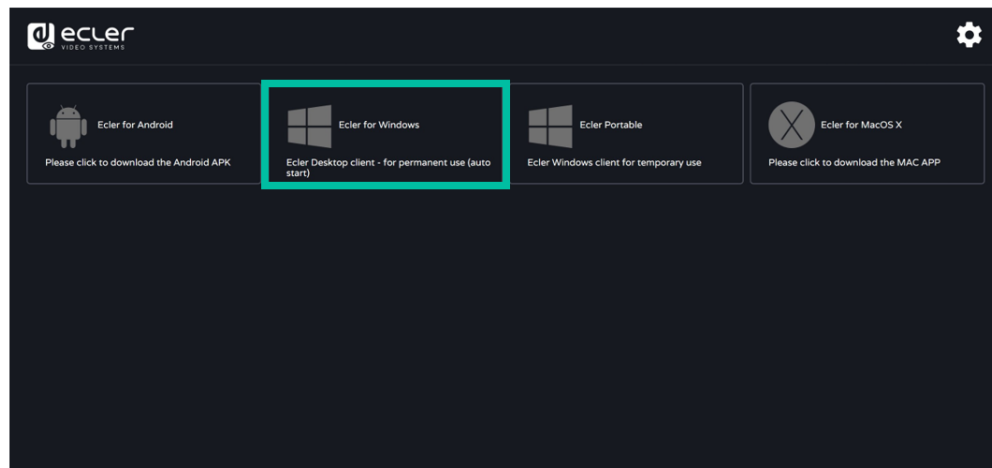 ecler
VIDEO SYSTEMS
Ecler for Android
Please click to download the Android APK
Ecler for Windows
Ecler Desktop client - for permanent use (auto
start)
Ecler Portable
Ecler Windows client for temporary use
Ecler for MacOS X
Please click to download the MAC APP